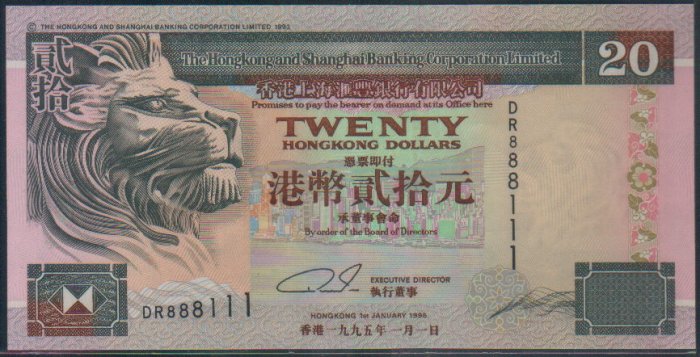 © THE HONGKONG AND SHANGHAI BANKING CORPORATION LIMITED 1993
貳拾
The Hongkong and Shanghai Banking Corporation Limited
20
香港上海滙豐銀行有限公司
Promises to pay the bearer on demand at its Office here
TWENTY
HONGKONG DOLLARS
憑票即付
港幣貳拾元
承董事會命
By order of the Board of Directors
DR888111
EXECUTIVE DIRECTOR
執行董事
DR888111
HONGKONG 1st JANUARY 1995
香港一九九五年一月一日